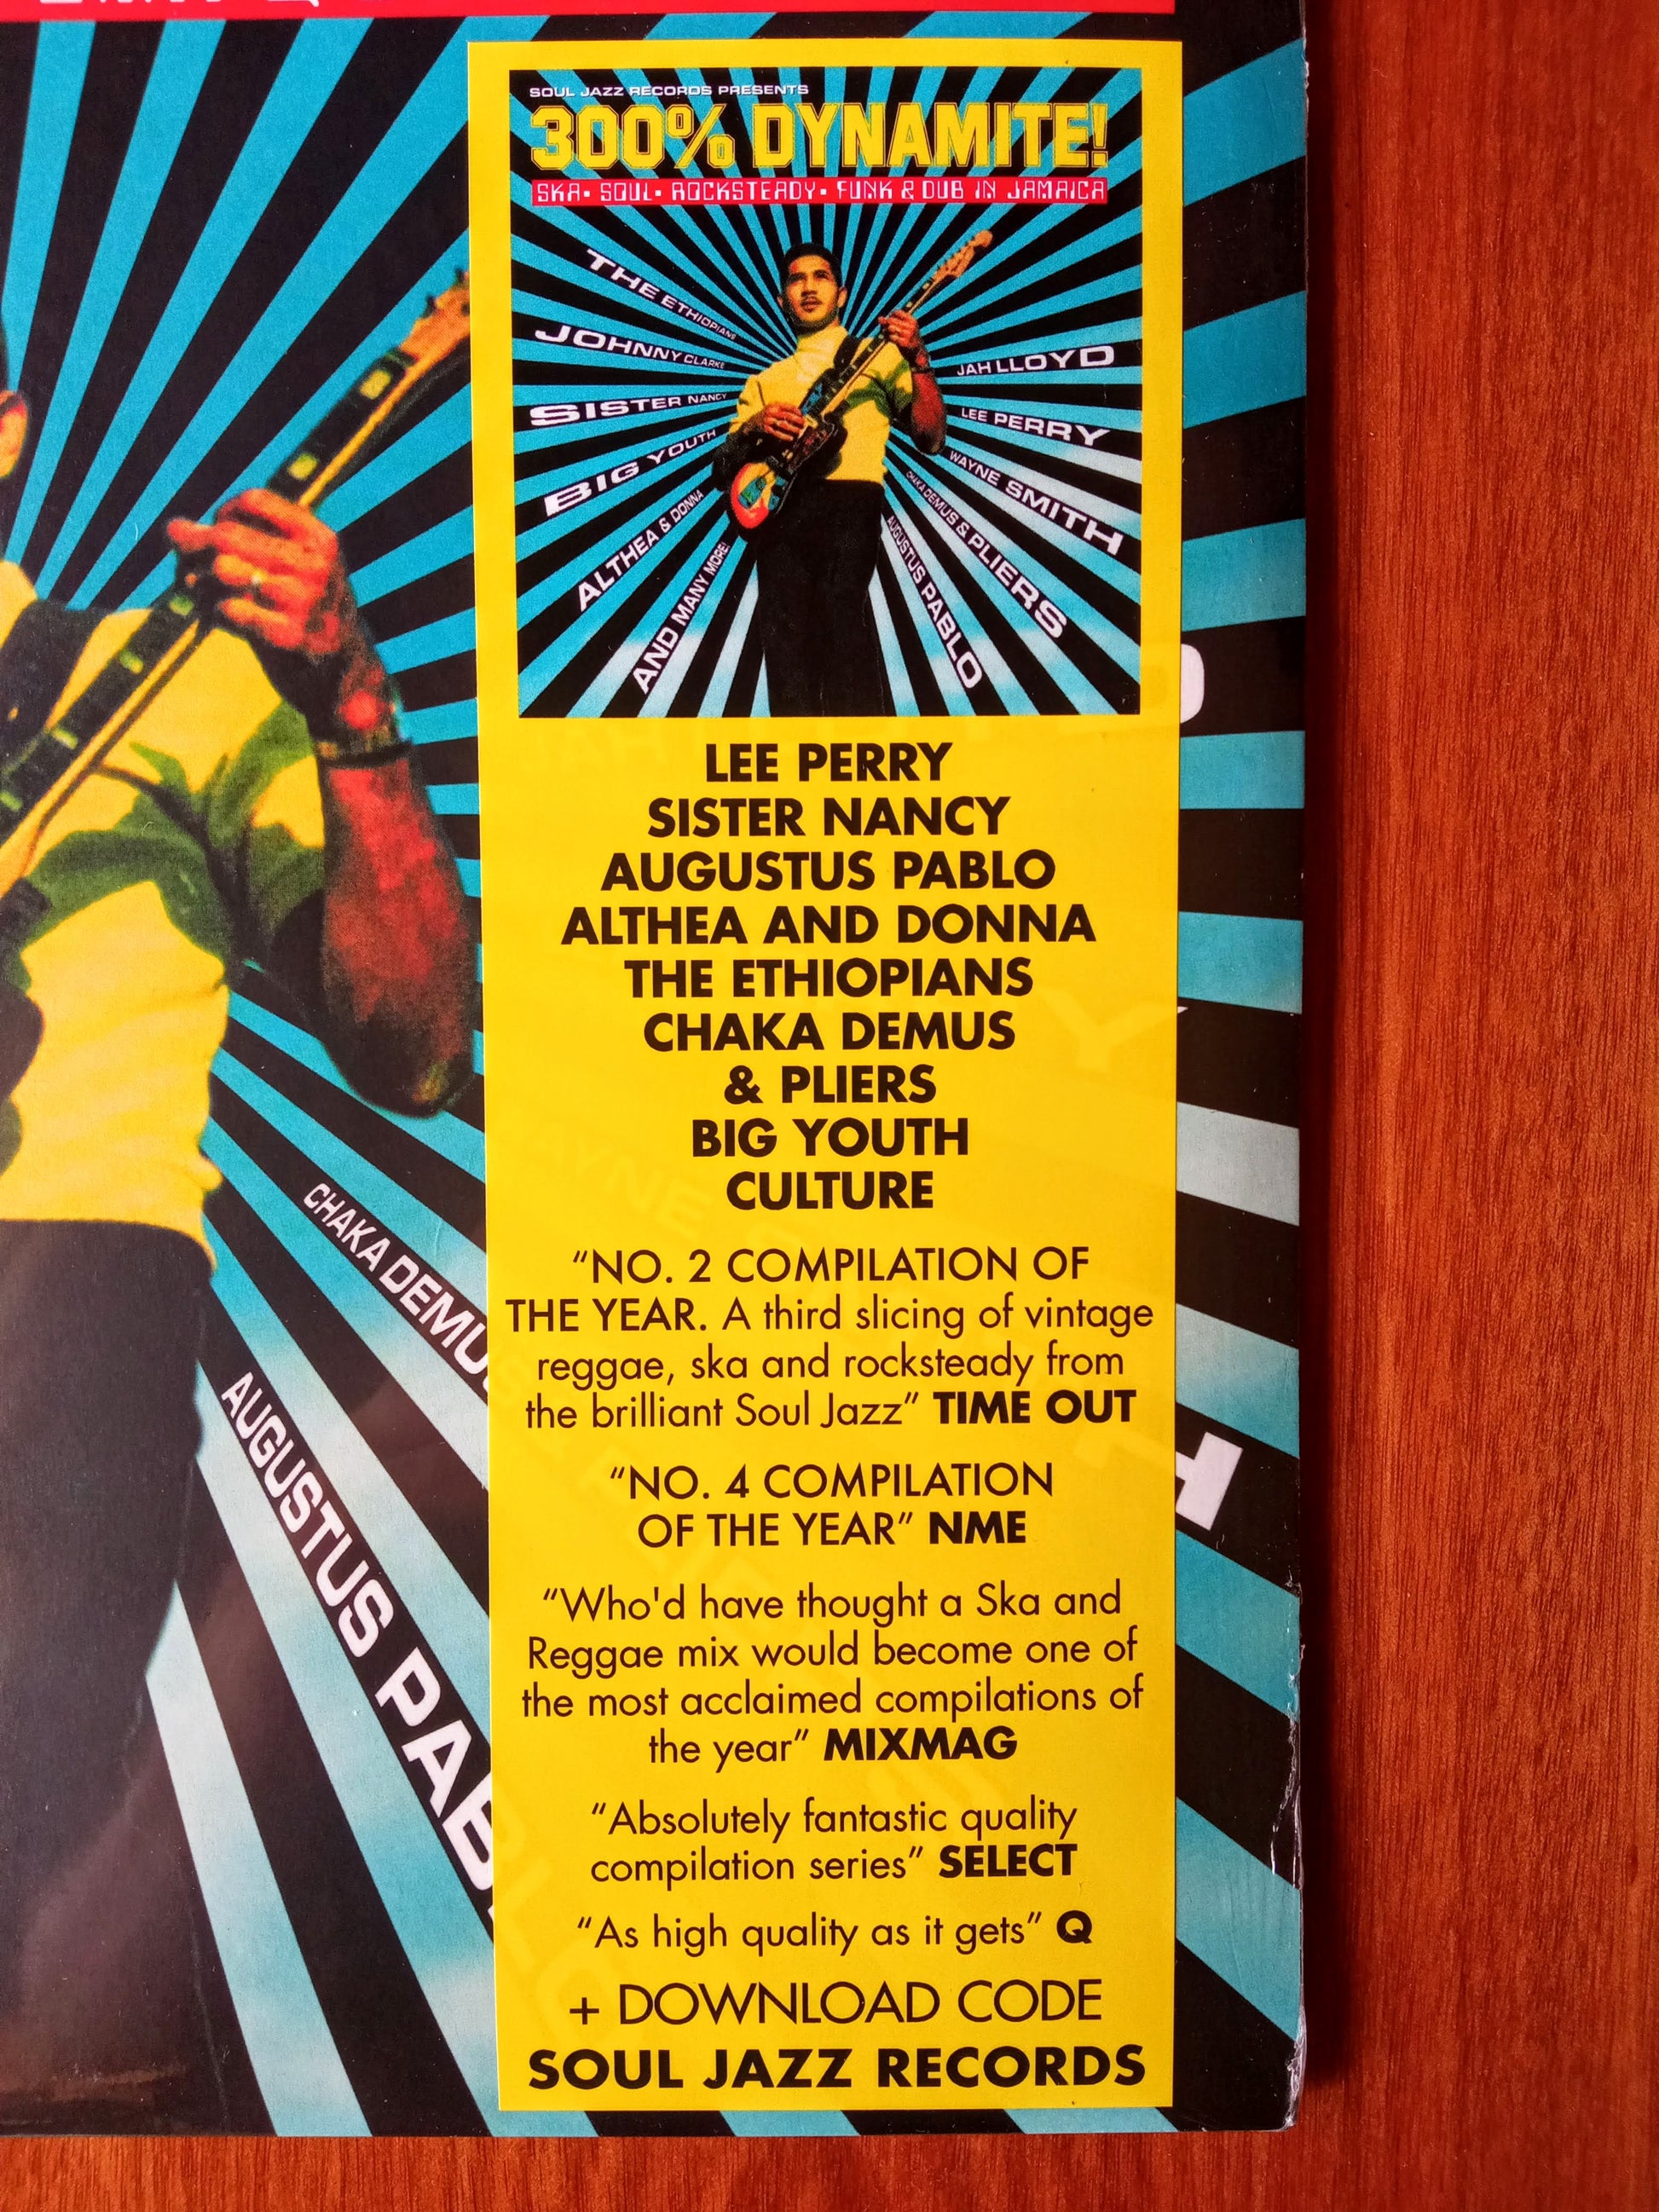 SOUL JAZZ RECORDS PRESENTS
300% DYNAMITE!
SKA• SOUL• ROCKSTEADY• FUNK & DUB IN JAMAICA
THE ETHIOPIANS
JOHNNY CLARKE
SISTER NANCY
BIG YOUTH
ALTHEA & DONNA
AND MANY MORE!
JAH LLOYD
LEE PERRY
WAYNE SMITH
CHAKA DEMUS & PLIERS
AUGUSTUS PABLO
LEE PERRY
SISTER NANCY
AUGUSTUS PABLO
ALTHEA AND DONNA
THE ETHIOPIANS
CHAKA DEMUS
& PLIERS
BIG YOUTH
CULTURE
“NO. 2 COMPILATION OF
THE YEAR. A third slicing of vintage
reggae, ska and rocksteady from
the brilliant Soul Jazz” TIME OUT
“NO. 4 COMPILATION
OF THE YEAR” NME
“Who'd have thought a Ska and
Reggae mix would become one of
the most acclaimed compilations of
the year” MIXMAG
“Absolutely fantastic quality
compilation series” SELECT
“As high quality as it gets” Q
+ DOWNLOAD CODE
SOUL JAZZ RECORDS
CHAKA DEMUS
AUGUSTUS PAB